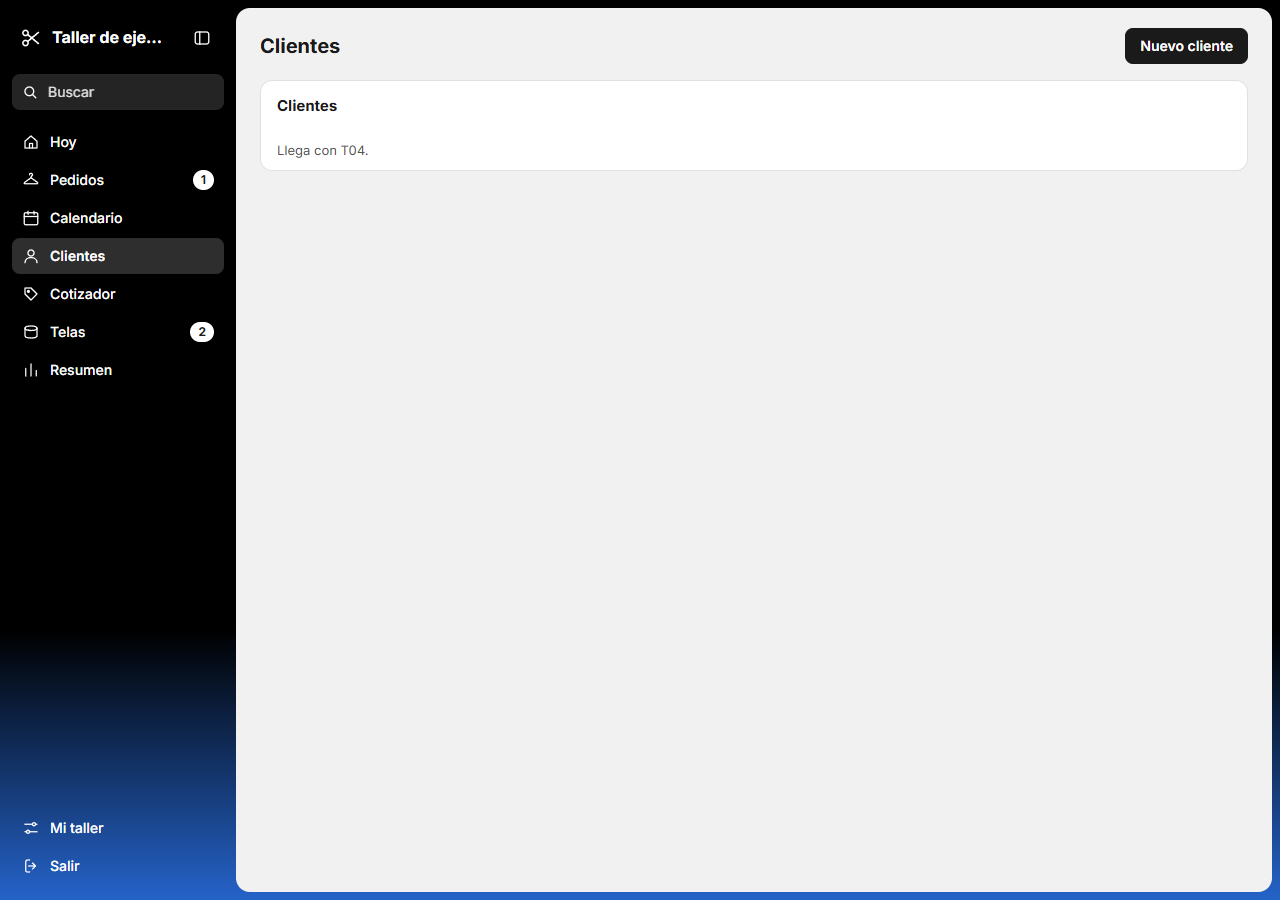 Taller de eje...
Buscar
Hoy
Pedidos 1
Calendario
Clientes
Cotizador
Telas 2
Resumen
Mi taller
Salir
Clientes
Nuevo cliente
Clientes
Llega con T04.